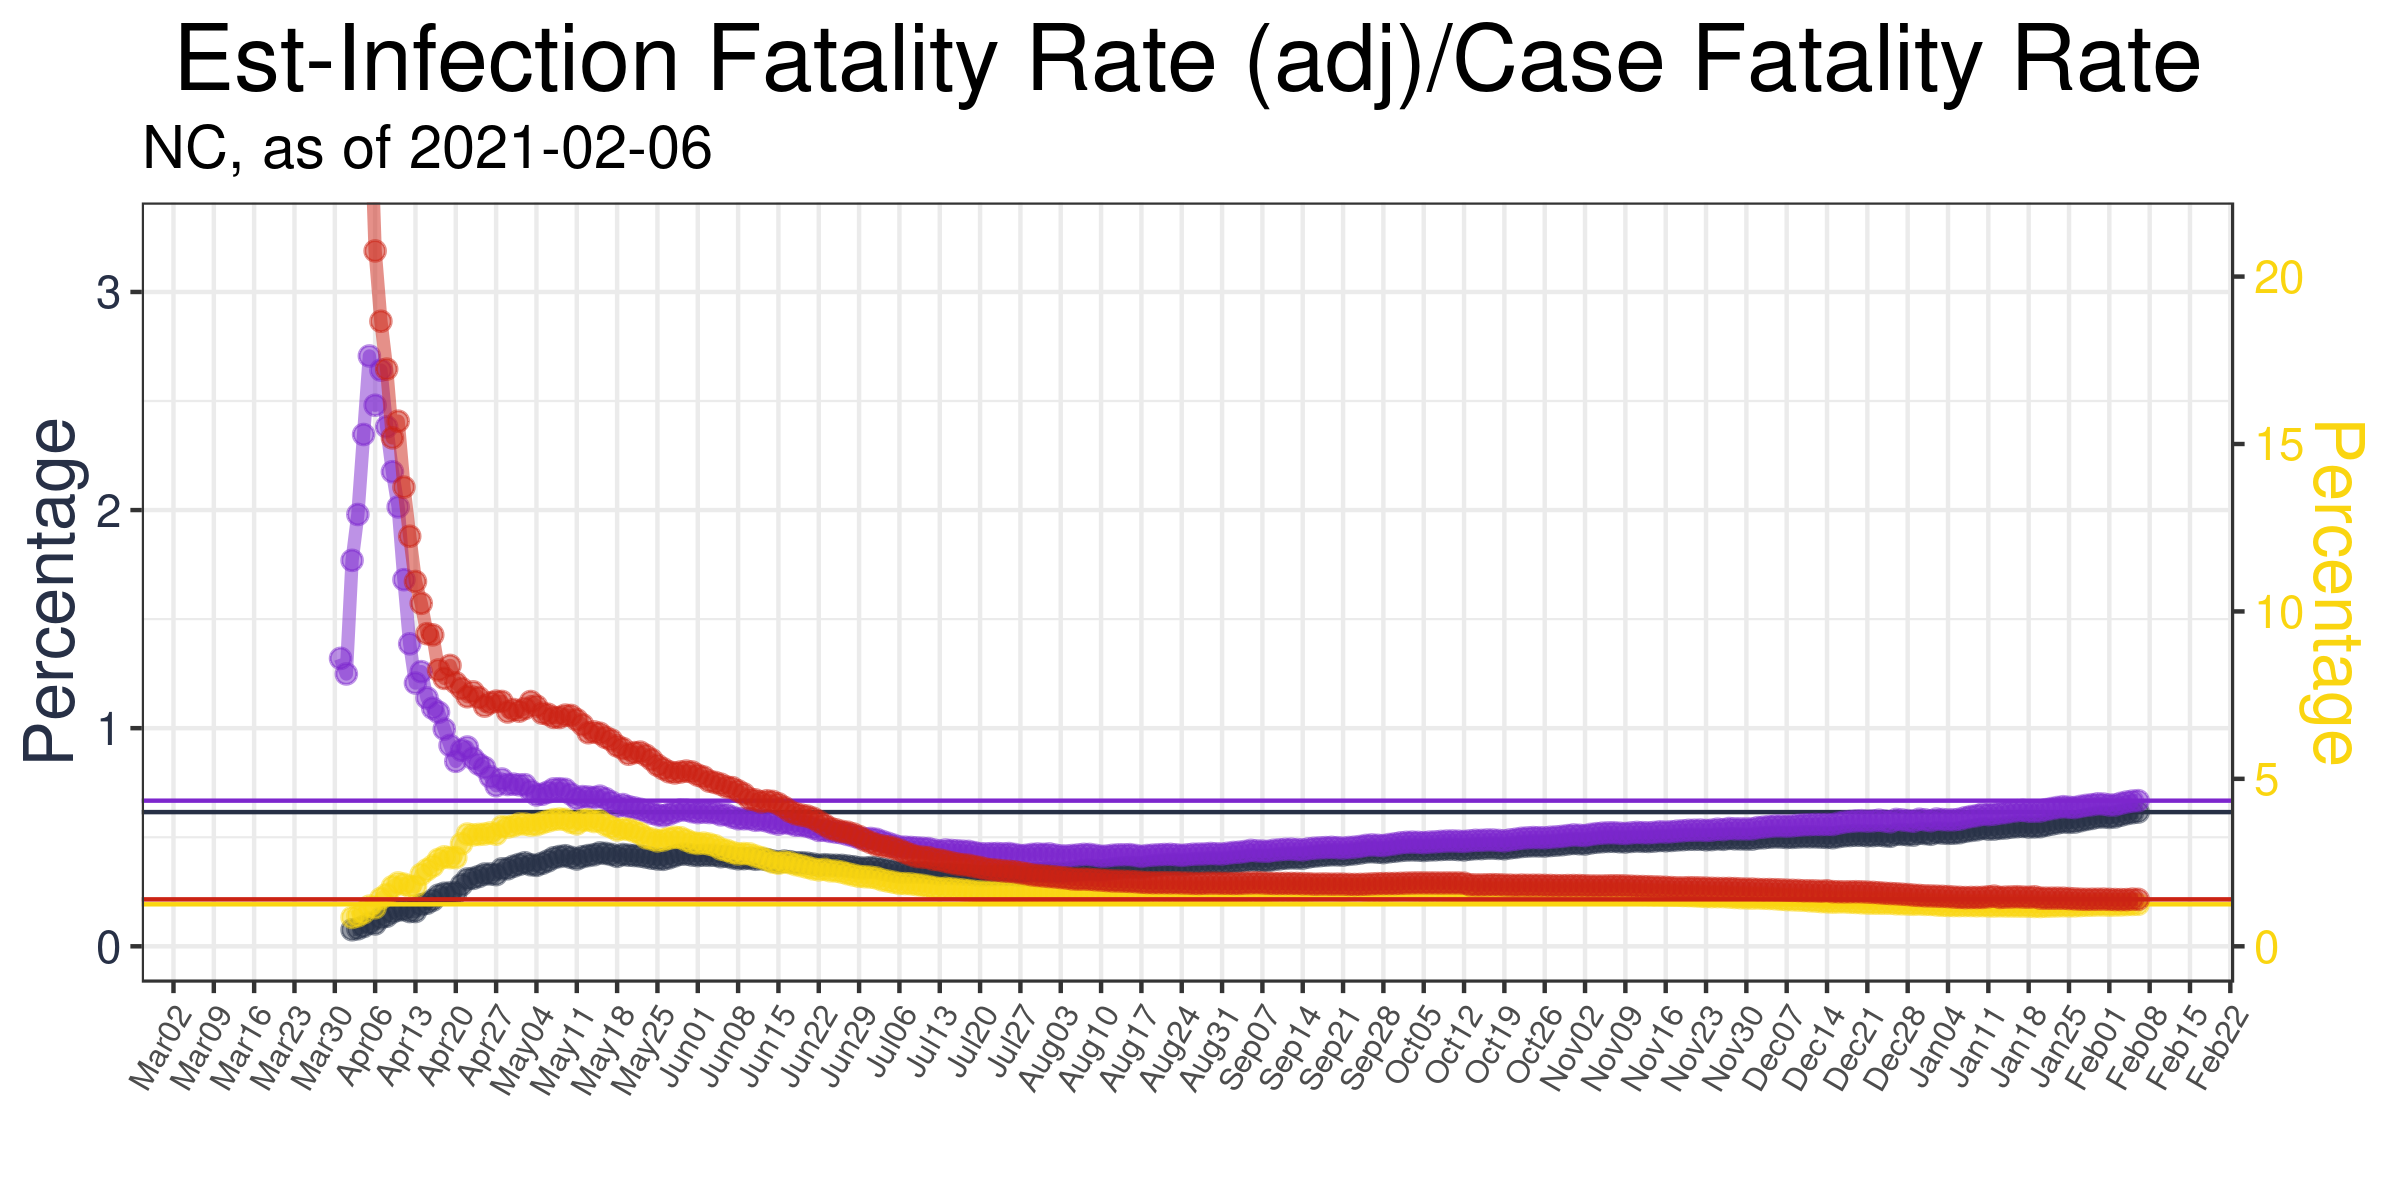 Est-Infection Fatality Rate (adj)/Case Fatality Rate
NC, as of 2021-02-06
Percentage
3
2
1
0
20
15
10
5
0
Percentage
Mar02 Mar09 Mar16 Mar23 Mar30 Apr06 Apr13 Apr20 Apr27 May04 May11 May18 May25 Jun01 Jun08 Jun15 Jun22 Jun29 Jul06 Jul13 Jul20 Jul27 Aug03 Aug10 Aug17 Aug24 Aug31 Sep07 Sep14 Sep21 Sep28 Oct05 Oct12 Oct19 Oct26 Nov02 Nov09 Nov16 Nov23 Nov30 Nov07 Dec14 Dec21 Dec28 Dec04 Jan11 Jan18 Jan25 Jan25 Feb01 Feb08 Feb15 Feb22